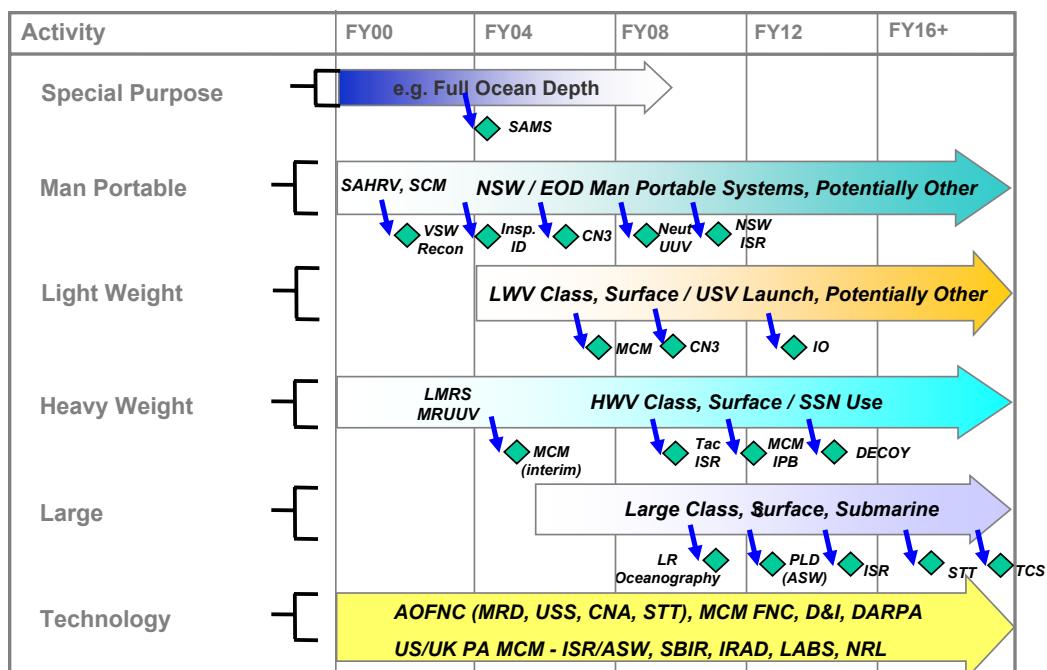 Activity FY00 FY04 FY08 FY12 FY16+
Special Purpose
e.g. Full Ocean Depth
SAMS
Man Portable
SAHRV, SCM NSW / EOD Man Portable Systems, Potentially Other
VSW
Recon
Insp.
ID
CN3
Neut
UUV
NSW
ISR
Light Weight
LWV Class, Surface / USV Launch, Potentially Other
MCM
CN3
IO
Heavy Weight
LMRS
MRUUV
HWV Class, Surface / SSN Use
MCM
(interim)
Tac
ISR
MCM
IPB
DECOY
Large
Large Class, Surface, Submarine
LR
Oceanography
PLD
(ASW)
ISR
STT
TCS
Technology
AOFNC (MRD, USS, CNA, STT), MCM FNC, D&I, DARPA
US/UK PA MCM - ISR/ASW, SBIR, IRAD, LABS, NRL